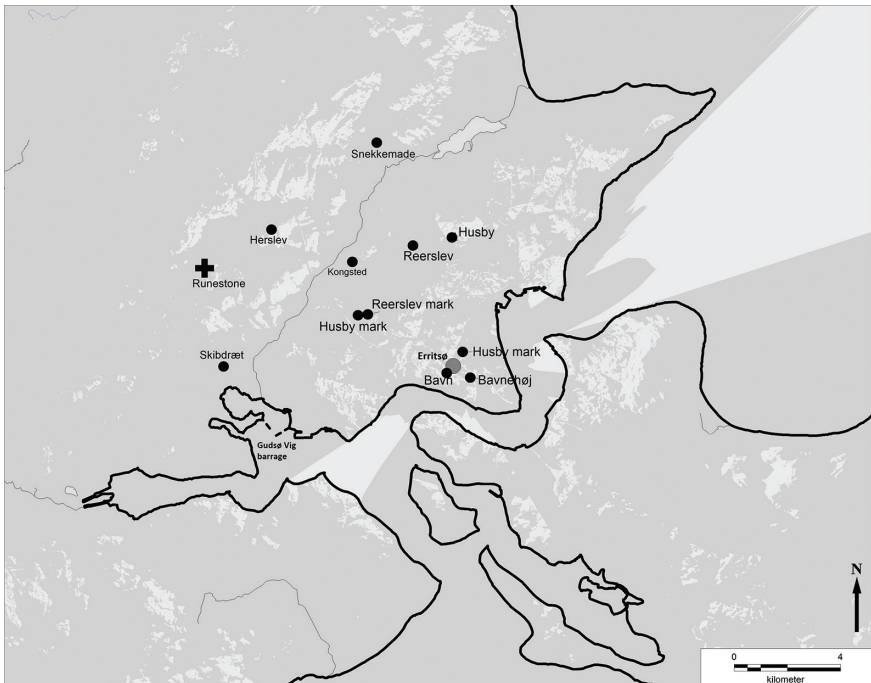 Snekkemade
Husby
Herslev
Reerslev
Kongsted
Runestone
Reerslev mark
Husby mark
Husby mark
Erritsø
Skibdræt
Bavn
Bavnehøj
Gudsø Vig
barrage
N
0 4
kilometer